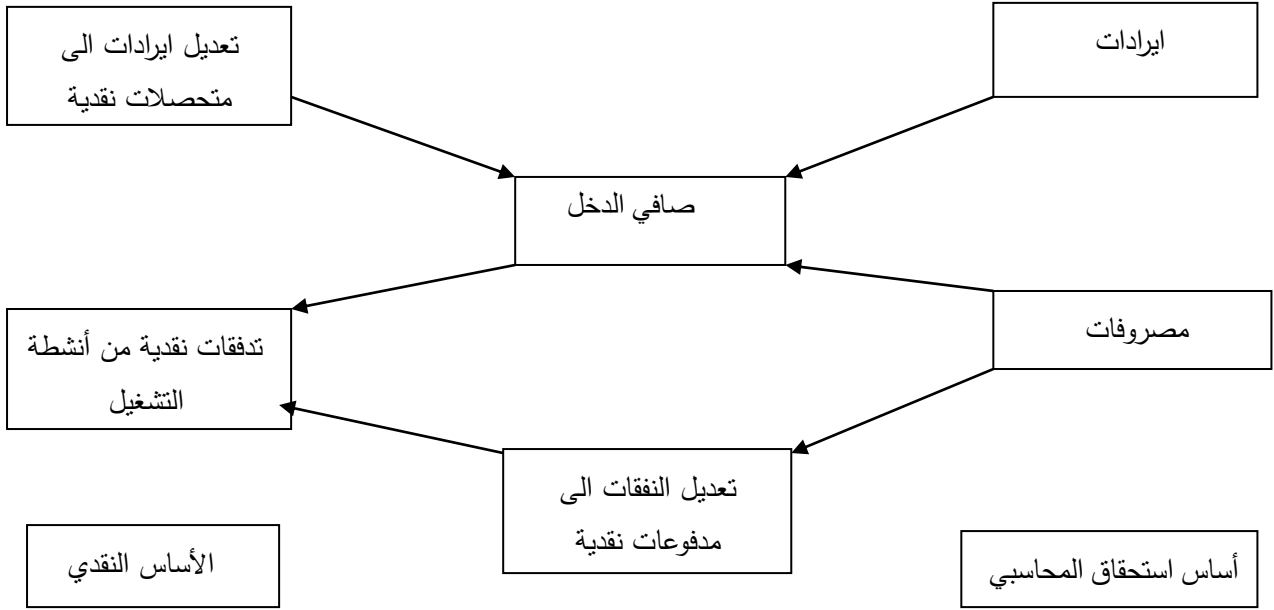 ايرادات
تعديل ايرادات الى
متحصلات نقدية
صافي الدخل
مصروفات
تدفقات نقدية من أنشطة
التشغيل
تعديل النفقات الى
مدفوعات نقدية
أساس استحقاق المحاسبي
الأساس النقدي